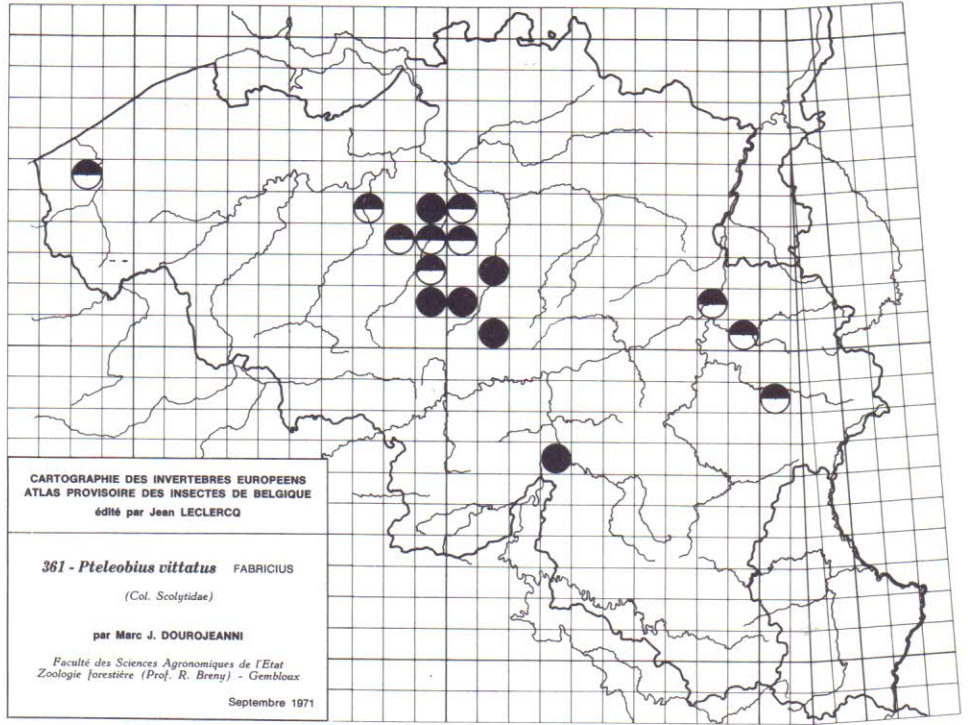 CARTOGRAPHIE DES INVERTEBRES EUROPEENS
ATLAS PROVISOIRE DES INSECTES DE BELGIQUE
édité par Jean LECLERCQ
361 - Pteleobius vittatus FABRICIUS
(Col. Scolytidae)
par Marc J. DOUROJEANNI
Faculté des Sciences Agronomiques de l'Etat
Zoologie forestière (Prof. R. Breny) - Gembloux
Septembre 1971